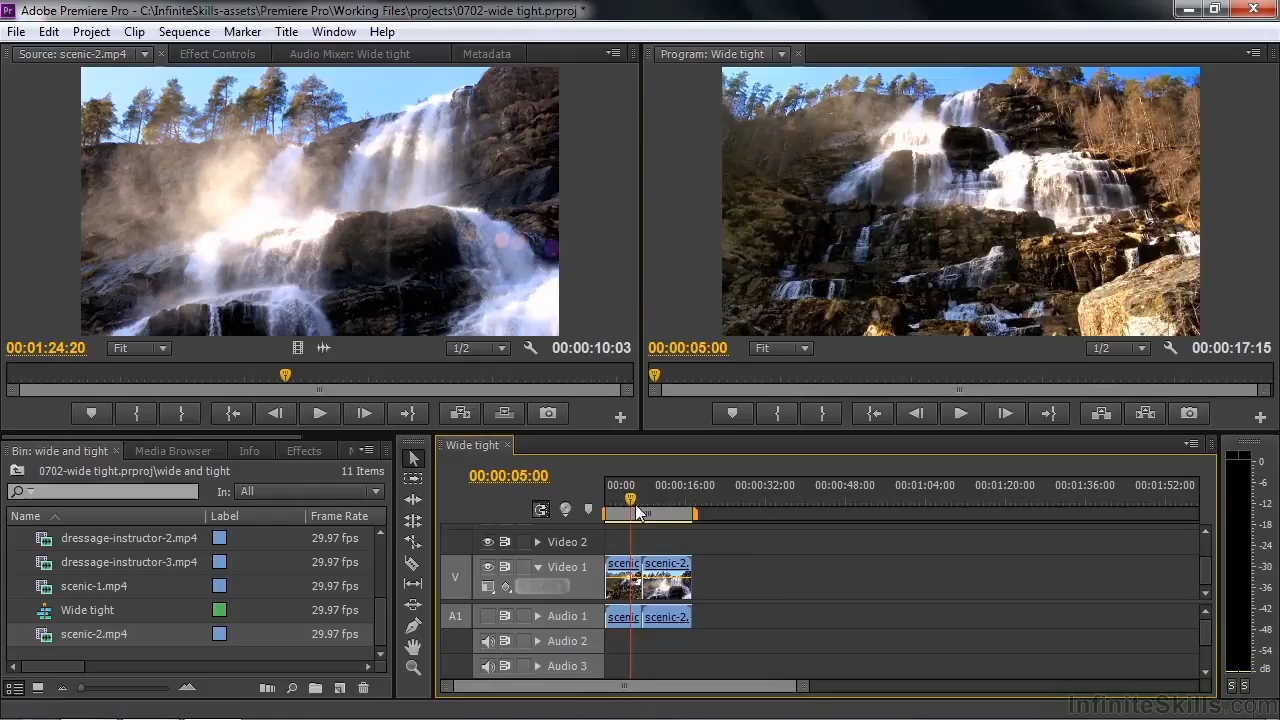 Pr Adobe Premiere Pro - C:\InfiniteSkills-assets\Premiere Pro\Working Files\projects\0702-wide tight.prproj *
File Edit Project Clip Sequence Marker Title Window Help
Source: scenic-2.mp4 Effect Controls Audio Mixer: Wide tight Metadata
Program: Wide tight
00:01:24:20 Fit 1/2 00:00:10:03
00:00:05:00 Fit 1/2 00:00:17:15
Bin: wide and tight Media Browser Info Effects
0702-wide tight.prproj\wide and tight 11 Items
In: All
Name Label Frame Rate
dressage-instructor-2.mp4 29.97 fps
dressage-instructor-3.mp4 29.97 fps
scenic-1.mp4 29.97 fps
Wide tight 29.97 fps
scenic-2.mp4 29.97 fps
Wide tight
00:00:05:00
00:00 00:00:16:00 00:00:32:00 00:00:48:00 00:01:04:00 00:01:20:00 00:01:36:00 00:01:52:00
Video 2
V Video 1 scenic scenic-2.
A1 Audio 1 scenic scenic-2.
Audio 2
Audio 3
0
-6
-12
-18
-24
-30
-36
-42
-48
-54
dB
S S
InfiniteSkills.com